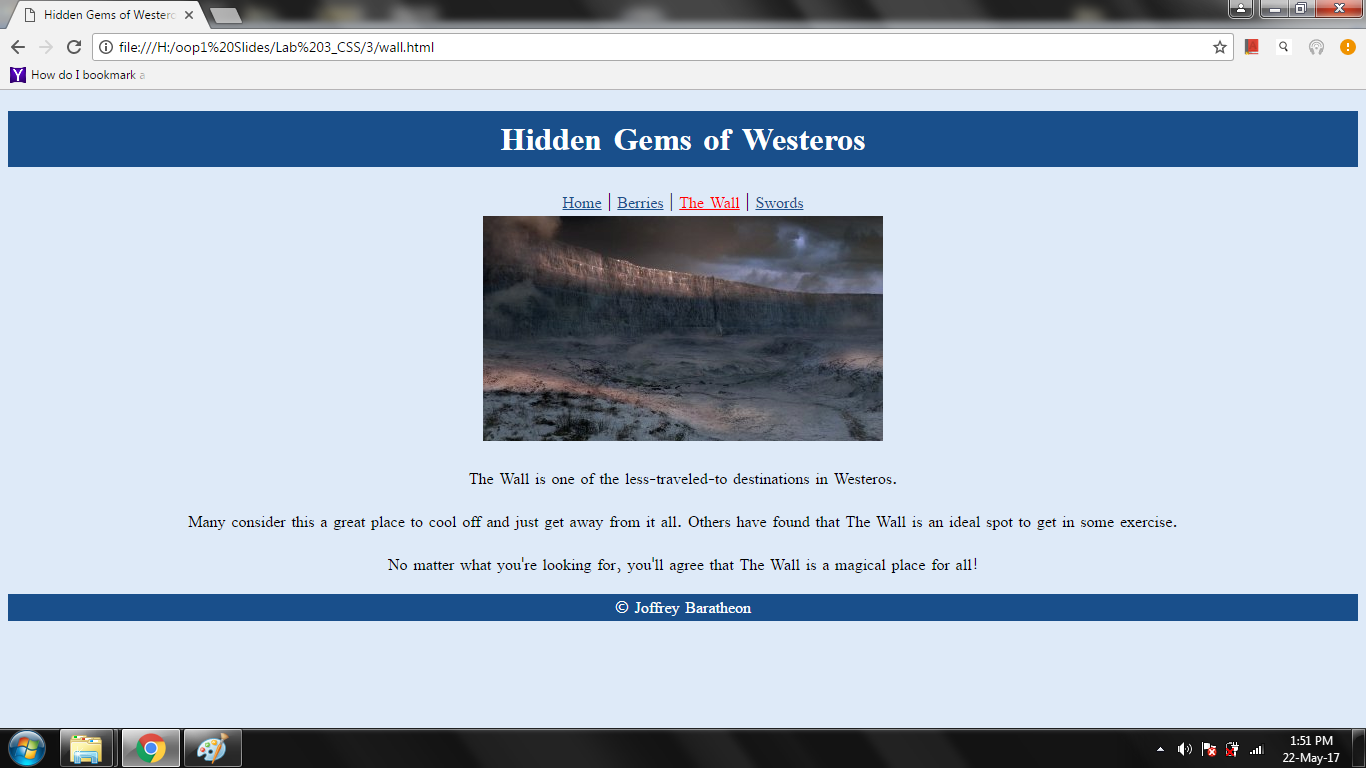 Hidden Gems of Westerc
file:///H:/oop1%20Slides/Lab%203_CSS/3/wall.html
How do I bookmark a
Hidden Gems of Westeros
Home | Berries | The Wall | Swords
The Wall is one of the less-traveled-to destinations in Westeros.
Many consider this a great place to cool off and just get away from it all. Others have found that The Wall is an ideal spot to get in some exercise.
No matter what you're looking for, you'll agree that The Wall is a magical place for all!
© Joffrey Baratheon
1:51 PM
22-May-17